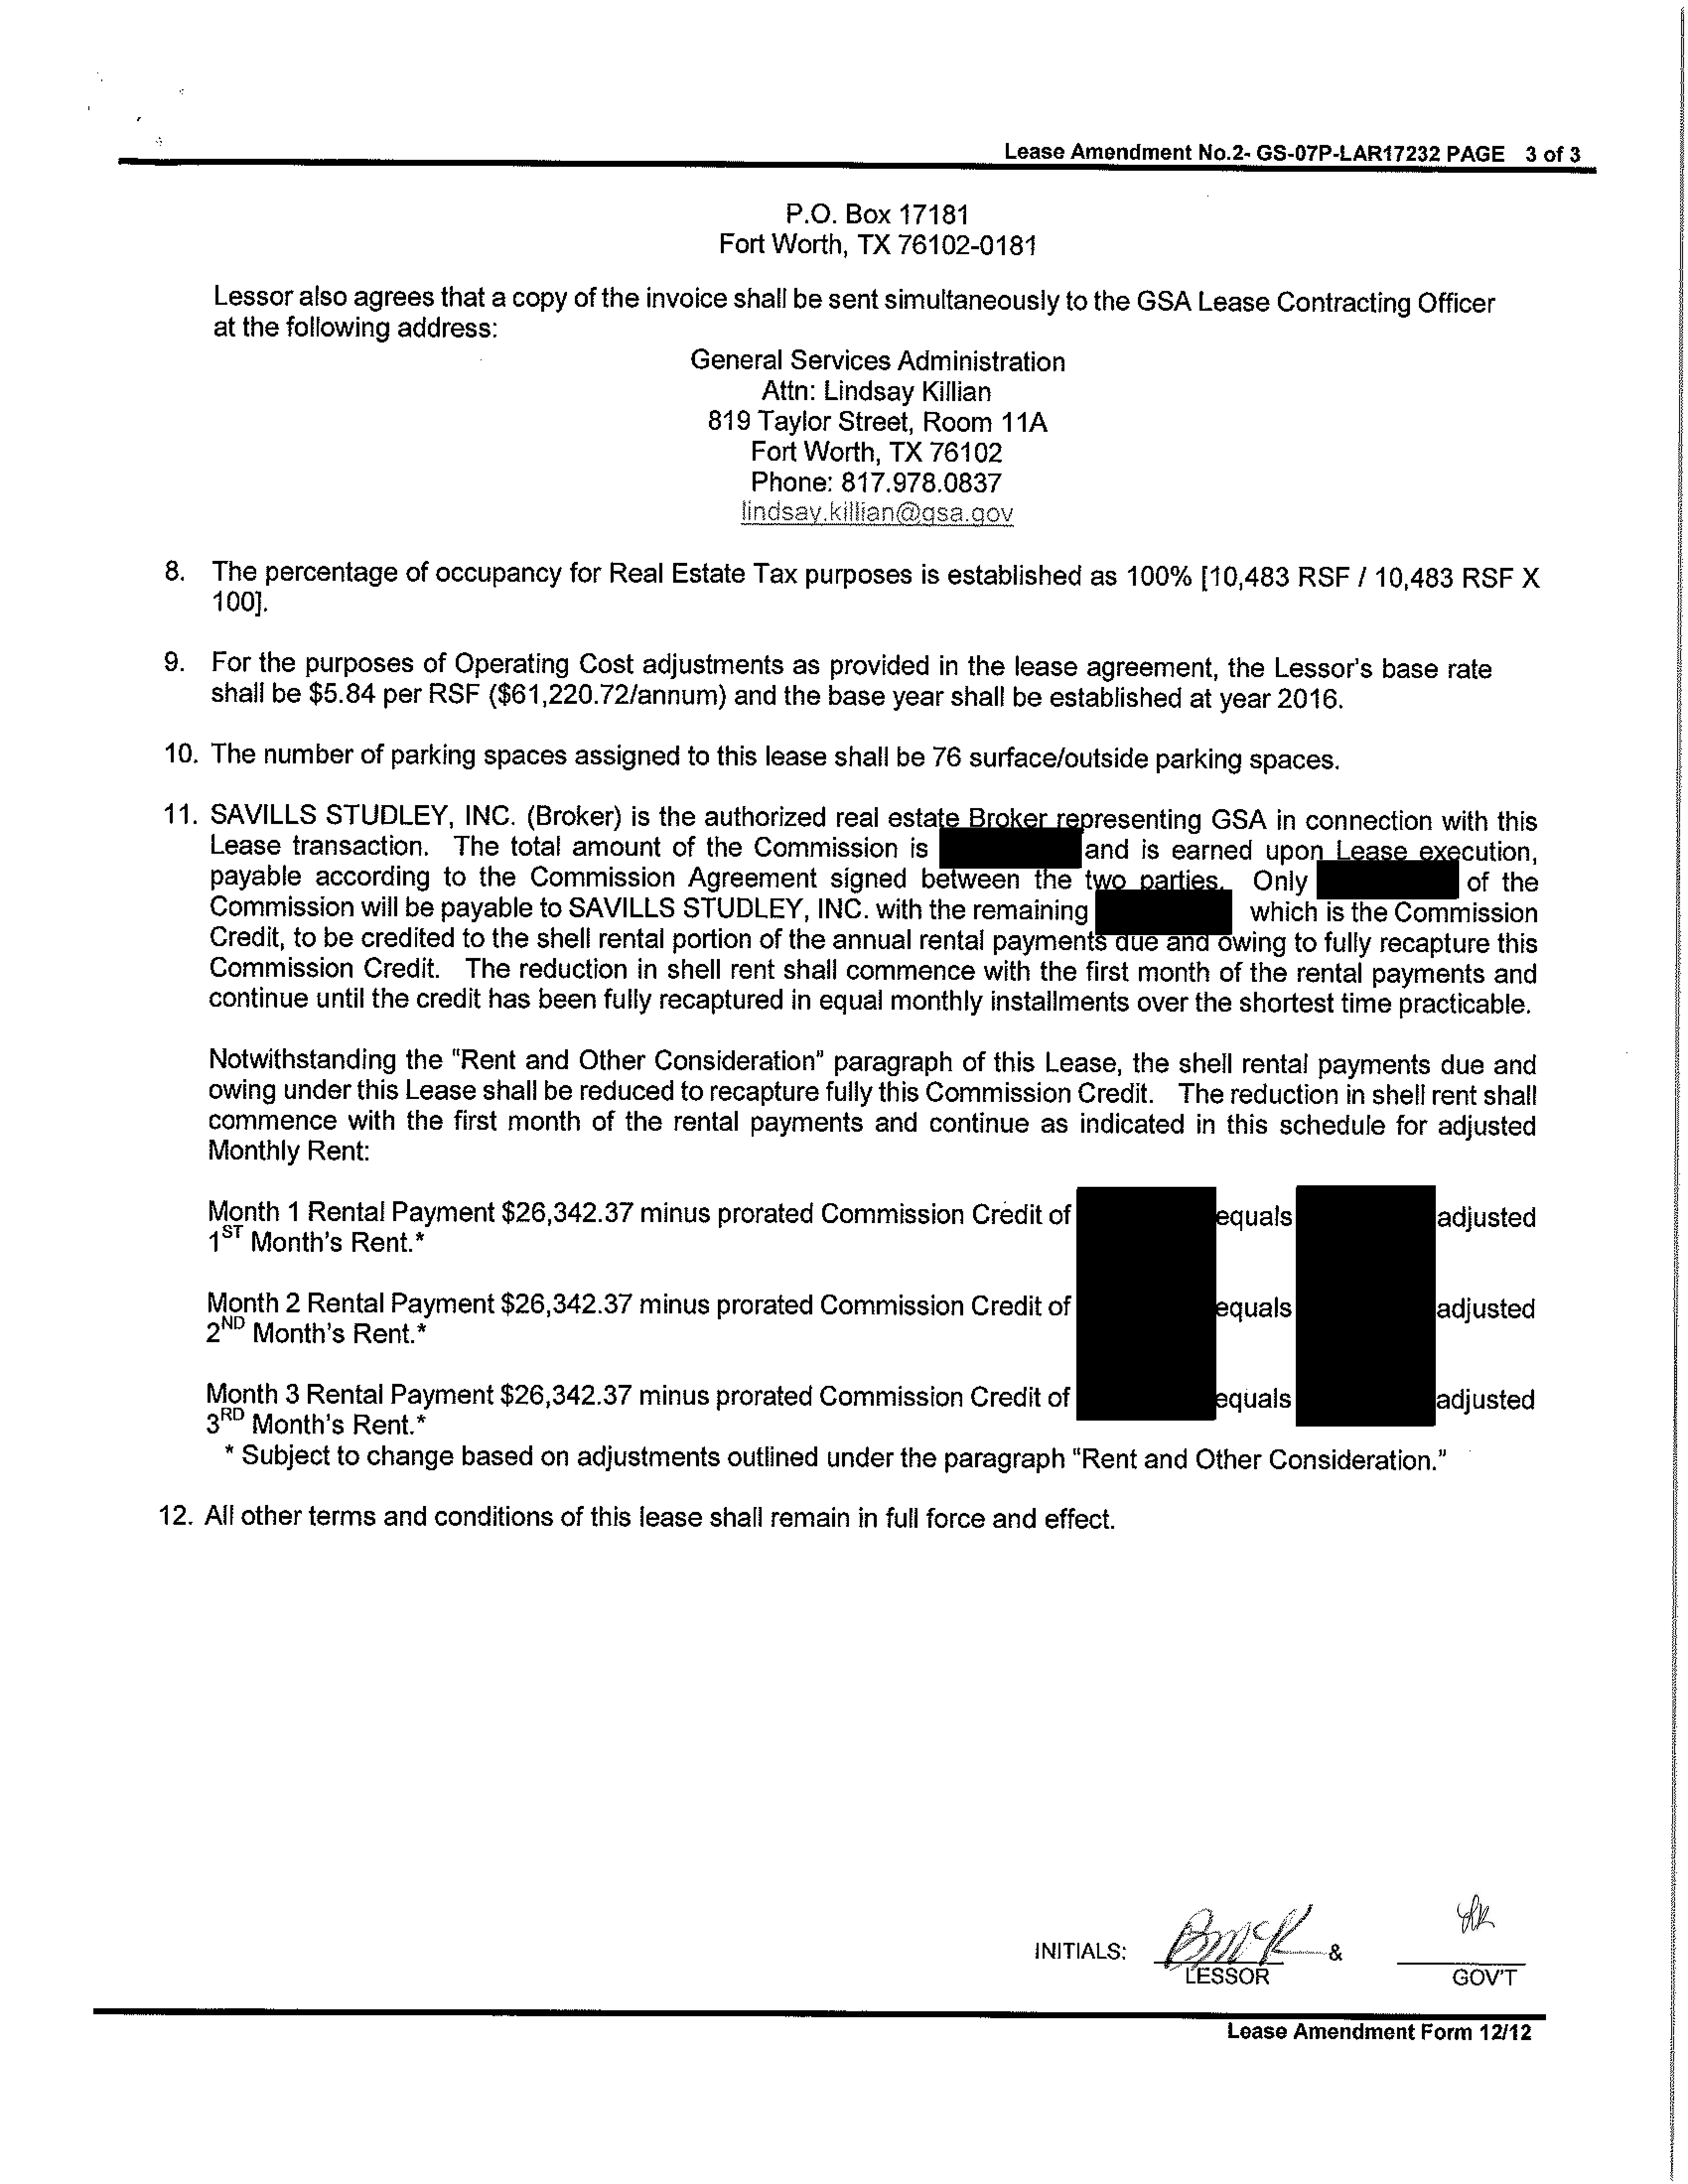 Lease Amendment No.2- GS-07P-LAR17232 PAGE 3 of 3
P.O. Box 17181
Fort Worth, TX 76102-0181
Lessor also agrees that a copy of the invoice shall be sent simultaneously to the GSA Lease Contracting Officer
at the following address:
General Services Administration
Attn: Lindsay Killian
819 Taylor Street, Room 11A
Fort Worth, TX 76102
Phone: 817.978.0837
lindsay.killian@gsa.gov
8. The percentage of occupancy for Real Estate Tax purposes is established as 100% [10,483 RSF / 10,483 RSF X
100].
9. For the purposes of Operating Cost adjustments as provided in the lease agreement, the Lessor's base rate
shall be $5.84 per RSF ($61,220.72/annum) and the base year shall be established at year 2016.
10. The number of parking spaces assigned to this lease shall be 76 surface/outside parking spaces.
11. SAVILLS STUDLEY, INC. (Broker) is the authorized real estate Broker representing GSA in connection with this
Lease transaction. The total amount of the Commission is and is earned upon Lease execution,
payable according to the Commission Agreement signed between the two parties. Only of the
Commission will be payable to SAVILLS STUDLEY, INC. with the remaining which is the Commission
Credit, to be credited to the shell rental portion of the annual rental payments due and owing to fully recapture this
Commission Credit. The reduction in shell rent shall commence with the first month of the rental payments and
continue until the credit has been fully recaptured in equal monthly installments over the shortest time practicable.
Notwithstanding the "Rent and Other Consideration" paragraph of this Lease, the shell rental payments due and
owing under this Lease shall be reduced to recapture fully this Commission Credit. The reduction in shell rent shall
commence with the first month of the rental payments and continue as indicated in this schedule for adjusted
Monthly Rent:
Month 1 Rental Payment $26,342.37 minus prorated Commission Credit of equals adjusted
1ST Month's Rent.*
Month 2 Rental Payment $26,342.37 minus prorated Commission Credit of equals adjusted
2ND Month's Rent.*
Month 3 Rental Payment $26,342.37 minus prorated Commission Credit of equals adjusted
3RD Month's Rent.*
* Subject to change based on adjustments outlined under the paragraph "Rent and Other Consideration."
12. All other terms and conditions of this lease shall remain in full force and effect.
INITIALS: &
LESSOR GOV'T
Lease Amendment Form 12/12